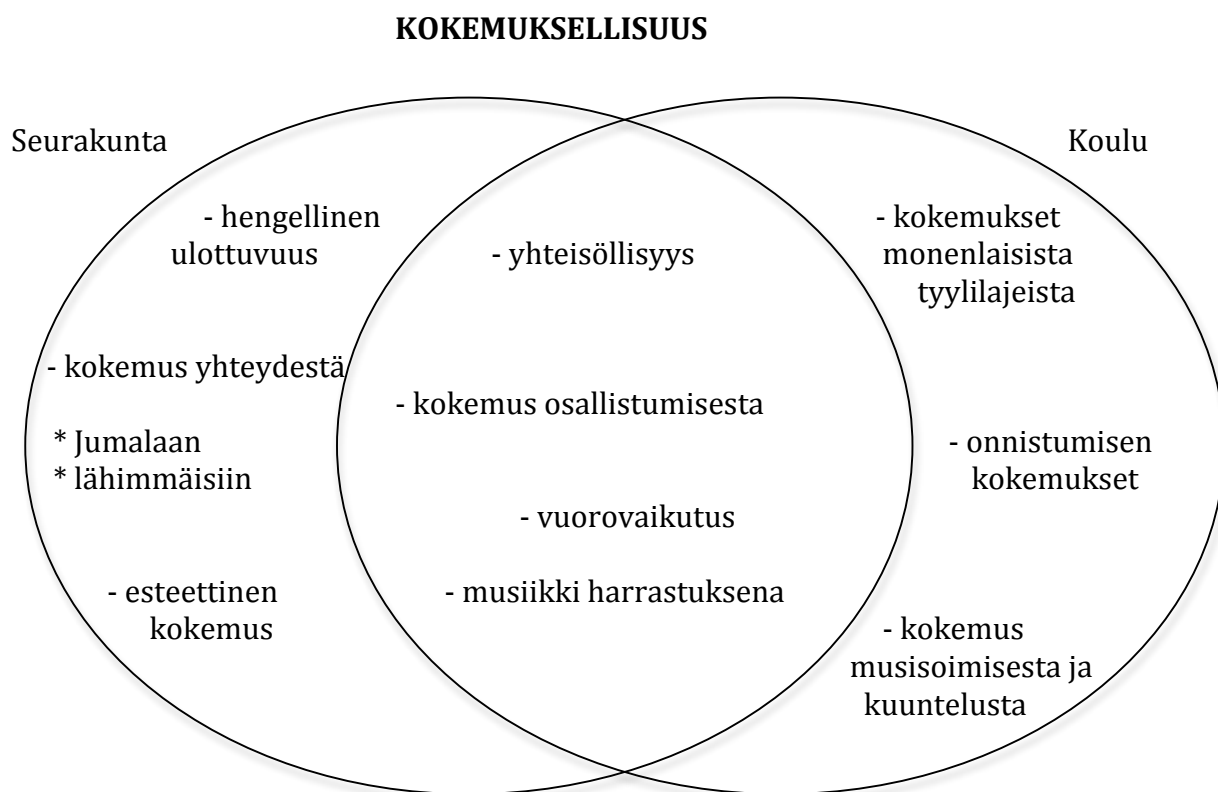 KOKEMUKSELLISUUS
Seurakunta
- hengellinen
ulottuvuus
- kokemus yhteydestä
* Jumalaan
* lähimmäisiin
- esteettinen
kokemus
- yhteisöllisyys
- kokemus osallistumisesta
- vuorovaikutus
- musiikki harrastuksena
Koulu
- kokemukset
monenlaisista
tyylilajeista
- onnistumisen
kokemukset
- kokemus
musisoimisesta ja
kuuntelusta